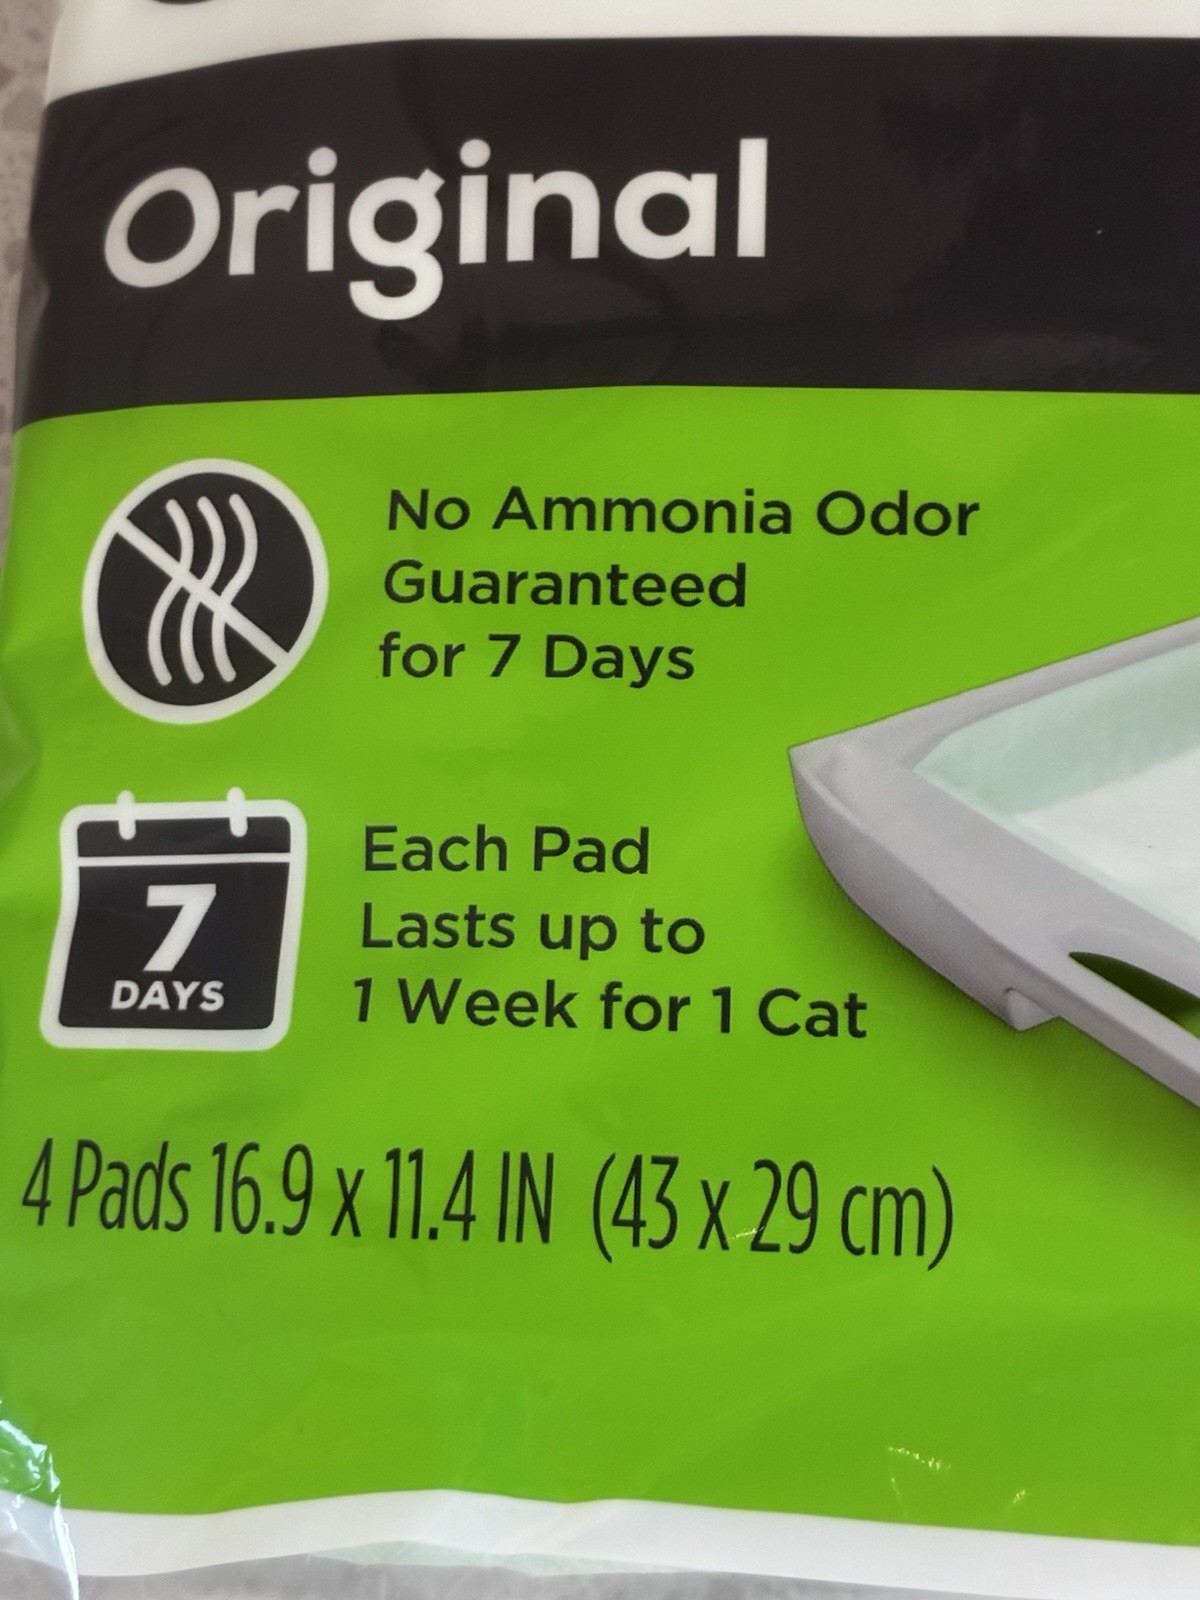 Original
No Ammonia Odor
Guaranteed
for 7 Days
7
DAYS
Each Pad
Lasts up to
1 Week for 1 Cat
4 Pads 16.9 x 11.4 IN (43 x 29 cm)